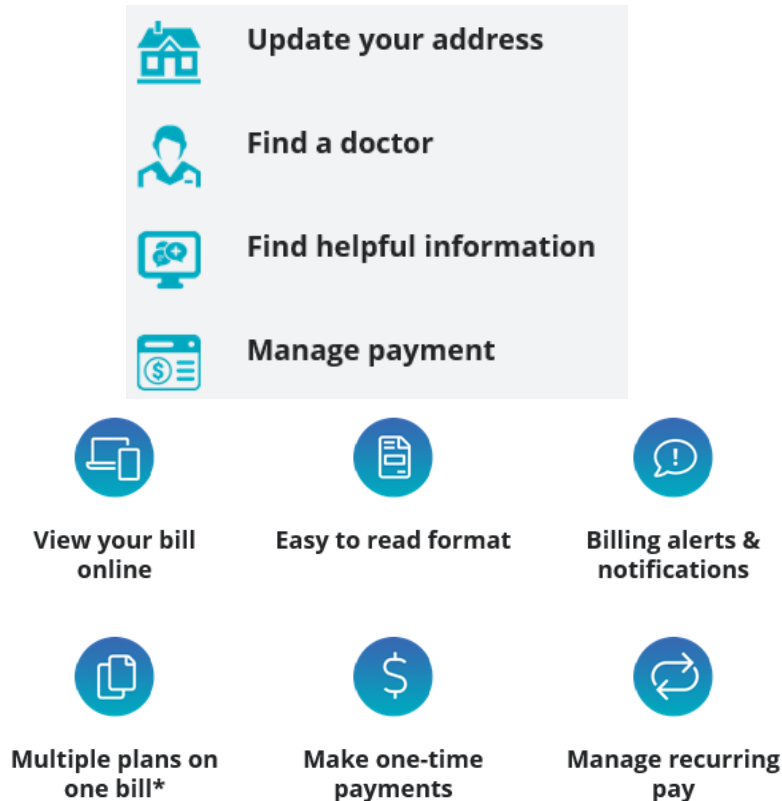 Update your address
Find a doctor
Find helpful information
Manage payment
View your bill
online
Easy to read format
Billing alerts &
notifications
Multiple plans on
one bill*
Make one-time
payments
Manage recurring
pay